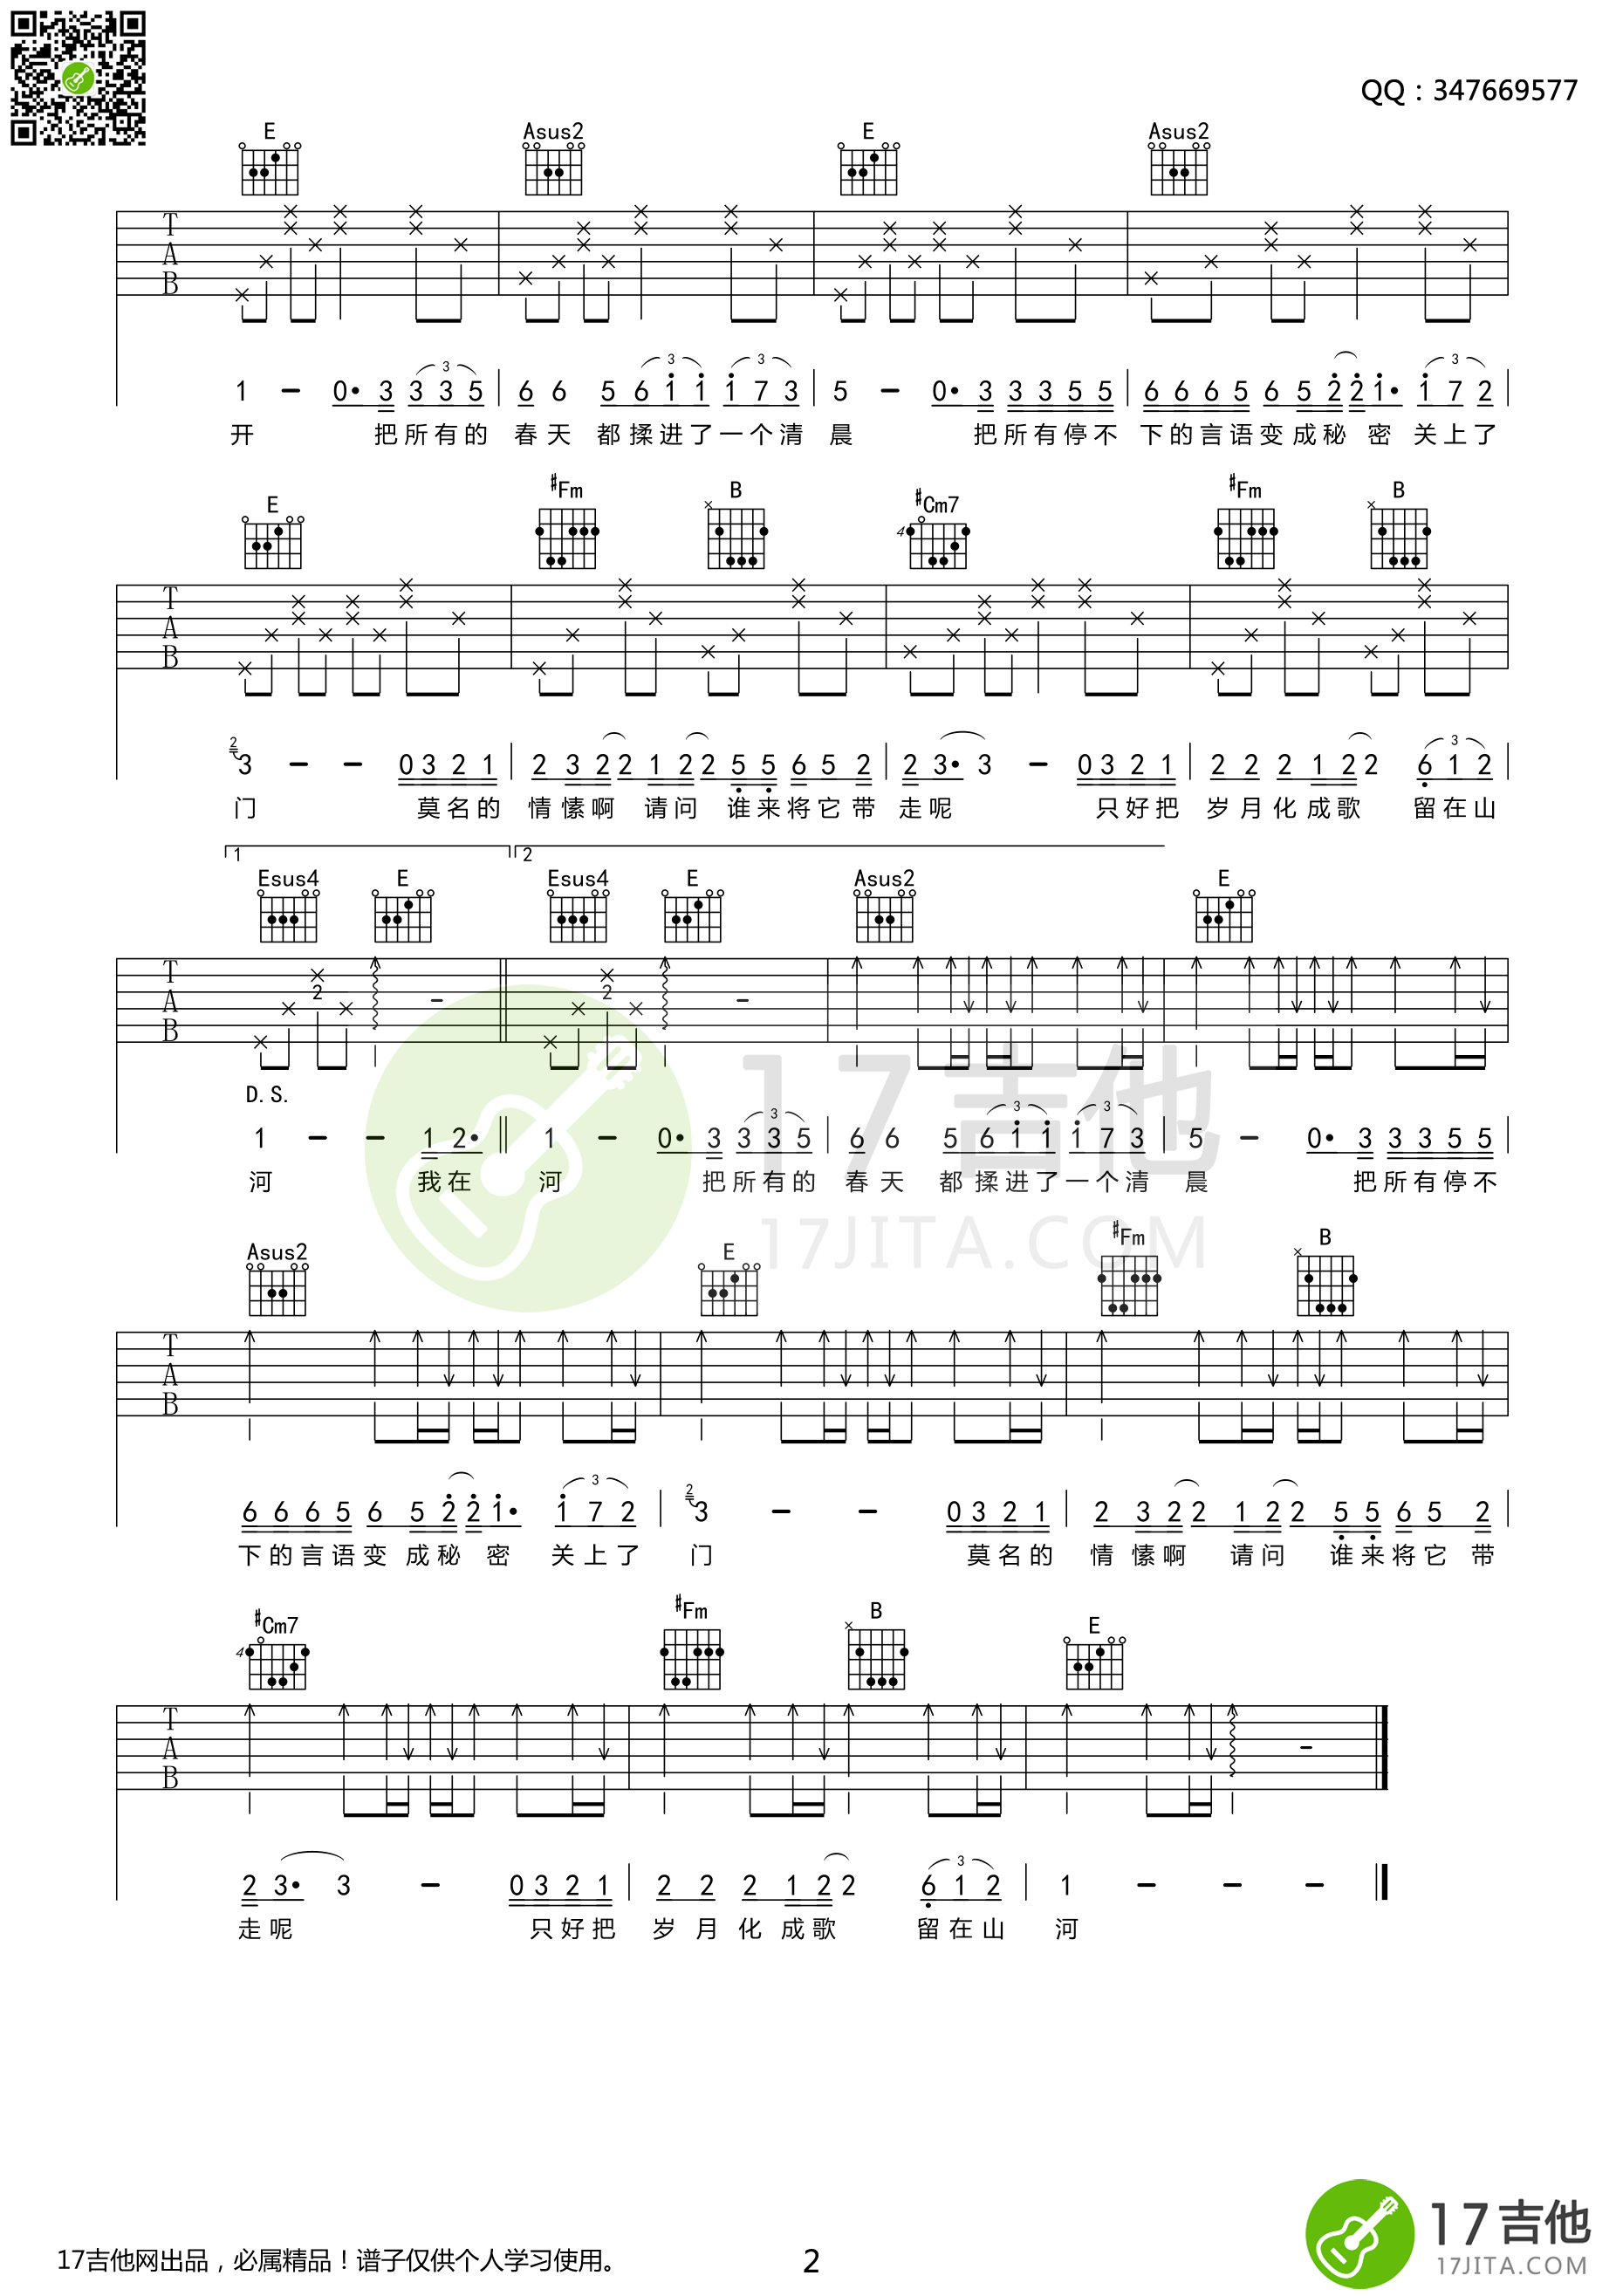 QQ：347669577
E Asus2 E Asus2
T A B
1 – 0· 3 3 3 5 | 6 6 5 6 1 1 1 7 3 | 5 – 0· 3 3 3 5 5 | 6 6 6 5 6 5 2 2 1· 1 7 2
开 把所有的 春天 都揉进了一个清 晨 把所有停不 下的言语变成秘 密 关上了
E #Fm B #Cm7 #Fm B
4
T A B
2 3 – – 0 3 2 1 | 2 3 2 2 1 2 2 5 5 6 5 2 | 2 3· 3 – 0 3 2 1 | 2 2 2 1 2 2 6 1 2
门 莫名的 情愫啊 请问 谁来将它带 走呢 只好把 岁月化成歌 留在山
1 2
Esus4 E Esus4 E Asus2 E
T A B 2 2
D.S.
1 – – 1 2· || 1 – 0· 3 3 3 5 | 6 6 5 6 1 1 1 7 3 | 5 – 0· 3 3 3 5 5
河 我在 河 把所有的 春天 都揉进了一个清 晨 把所有停不
17吉他
17JITA.COM
Asus2 E #Fm B
T A B
6 6 6 5 6 5 2 2 1· 1 7 2 | 2 3 – – 0 3 2 1 | 2 3 2 2 1 2 2 5 5 6 5 2
下的言语变成秘 密 关上了 门 莫名的 情愫啊 请问 谁来将它带
#Cm7 #Fm B E
4
T A B
2 3· 3 – 0 3 2 1 | 2 2 2 1 2 2 6 1 2 | 1 – – –
走呢 只好把 岁月化成歌 留在山 河
17吉他网出品，必属精品！谱子仅供个人学习使用。
2
17吉他
17JITA.COM